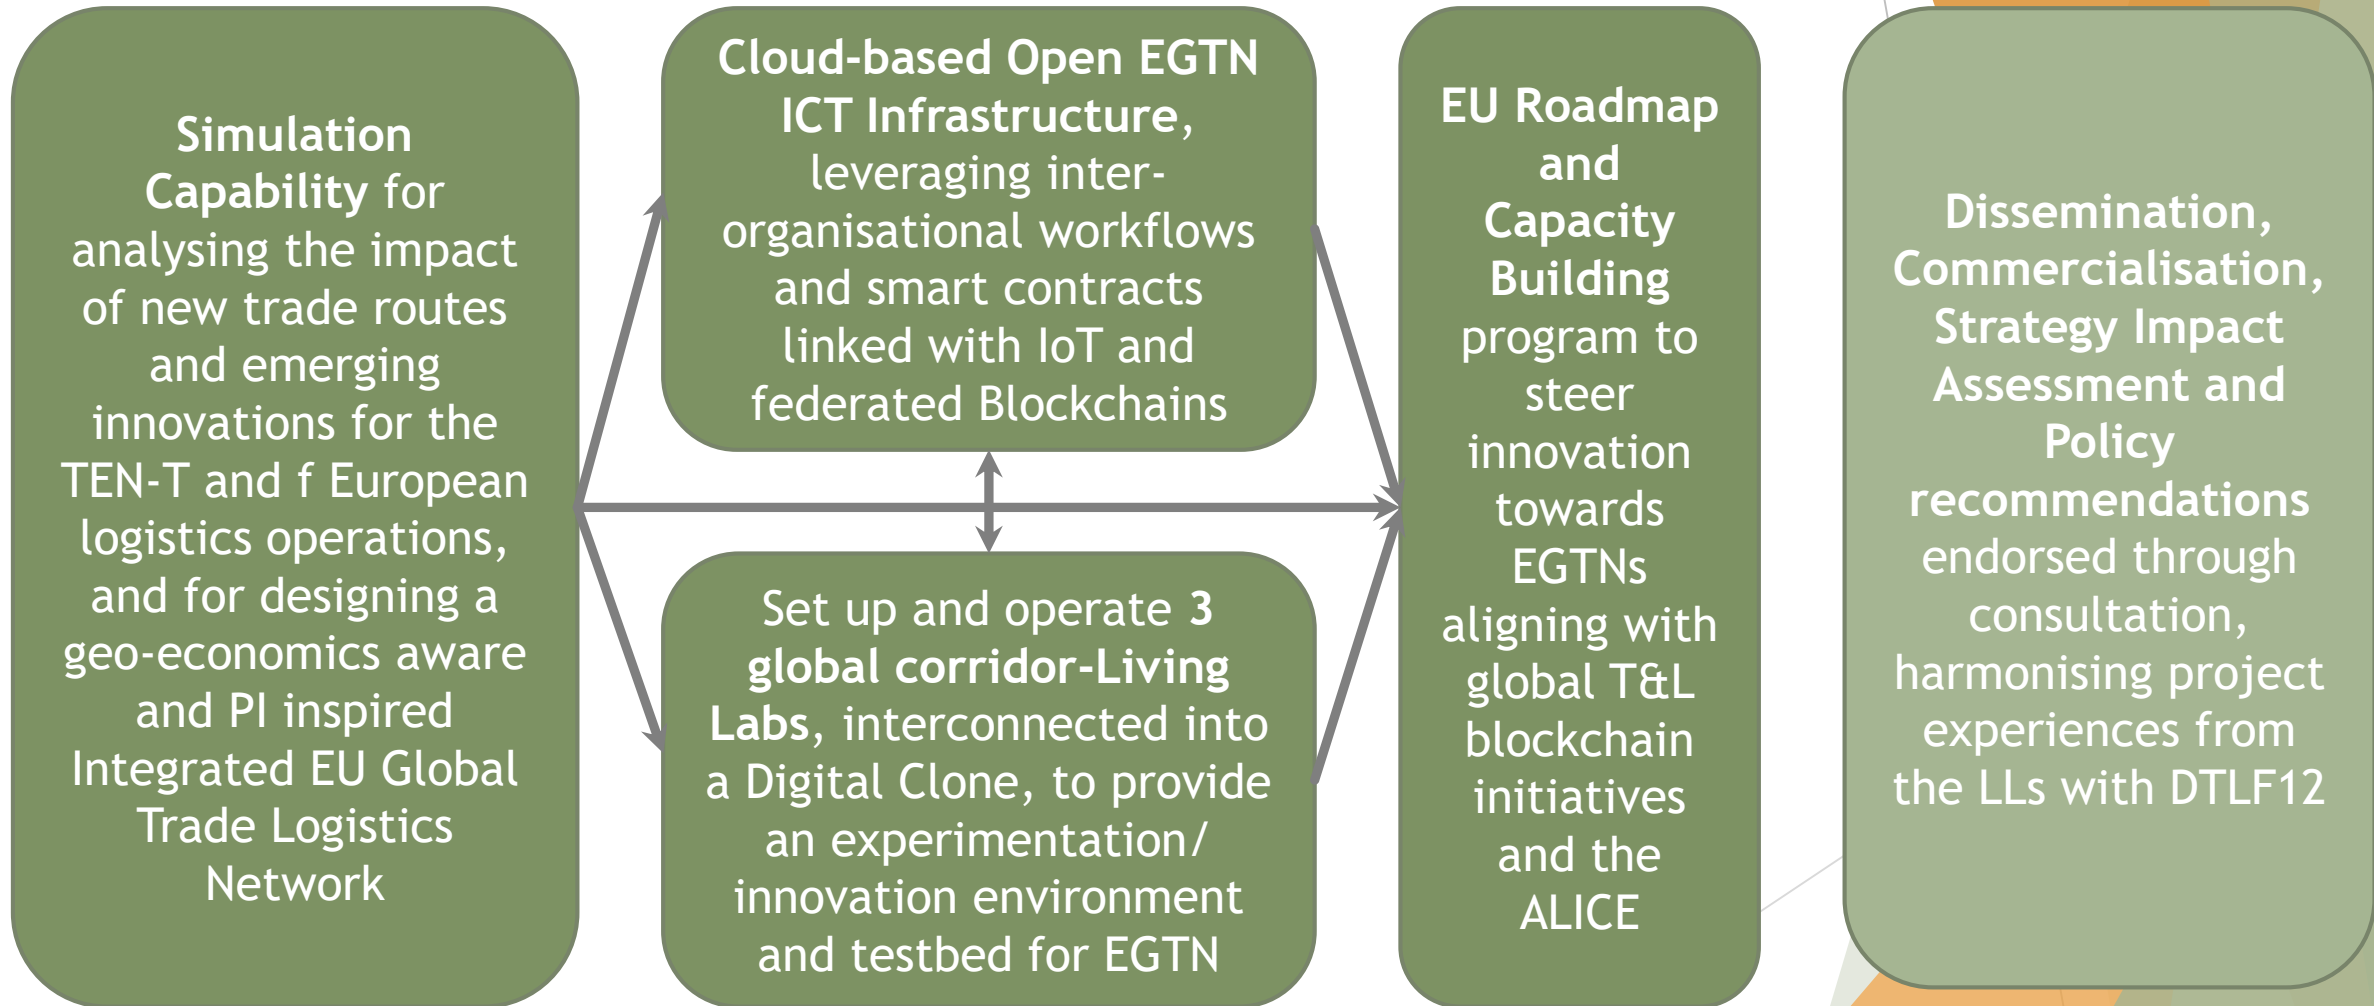 Simulation
Capability for
analysing the impact
of new trade routes
and emerging
innovations for the
TEN-T and f European
logistics operations,
and for designing a
geo-economics aware
and PI inspired
Integrated EU Global
Trade Logistics
Network
Cloud-based Open EGTN
ICT Infrastructure,
leveraging inter-
organisational workflows
and smart contracts
linked with IoT and
federated Blockchains
Set up and operate 3
global corridor-Living
Labs, interconnected into
a Digital Clone, to provide
an experimentation/
innovation environment
and testbed for EGTN
EU Roadmap
and
Capacity
Building
program to
steer
innovation
towards
EGTNs
aligning with
global T&L
blockchain
initiatives
and the
ALICE
Dissemination,
Commercialisation,
Strategy Impact
Assessment and
Policy
recommendations
endorsed through
consultation,
harmonising project
experiences from
the LLs with DTLF12